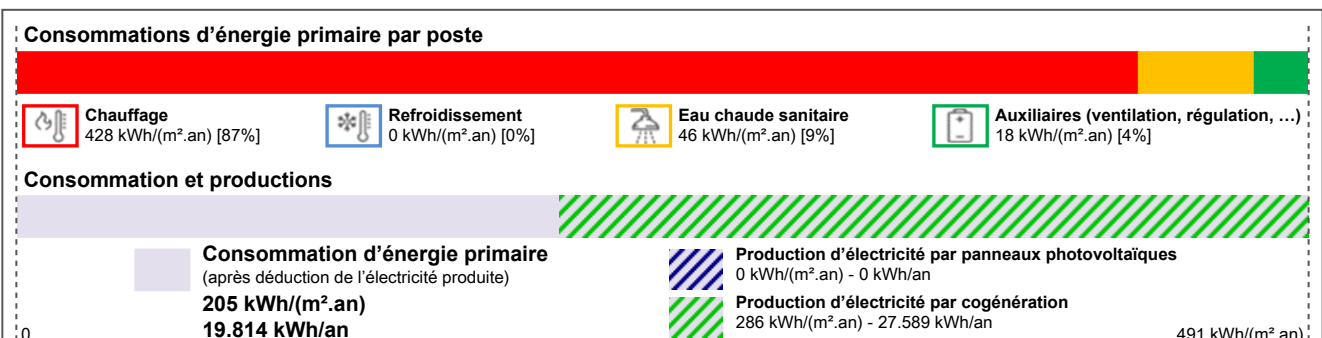 Consommations d’énergie primaire par poste
Chauffage
428 kWh/(m².an) [87%]
Refroidissement
0 kWh/(m².an) [0%]
Eau chaude sanitaire
46 kWh/(m².an) [9%]
Auxiliaires (ventilation, régulation, …)
18 kWh/(m².an) [4%]
Consommation et productions
Consommation d’énergie primaire
(après déduction de l’électricité produite)
205 kWh/(m².an)
19.814 kWh/an
Production d’électricité par panneaux photovoltaïques
0 kWh/(m².an) - 0 kWh/an
Production d’électricité par cogénération
286 kWh/(m².an) - 27.589 kWh/an
0
491 kWh/(m².an)